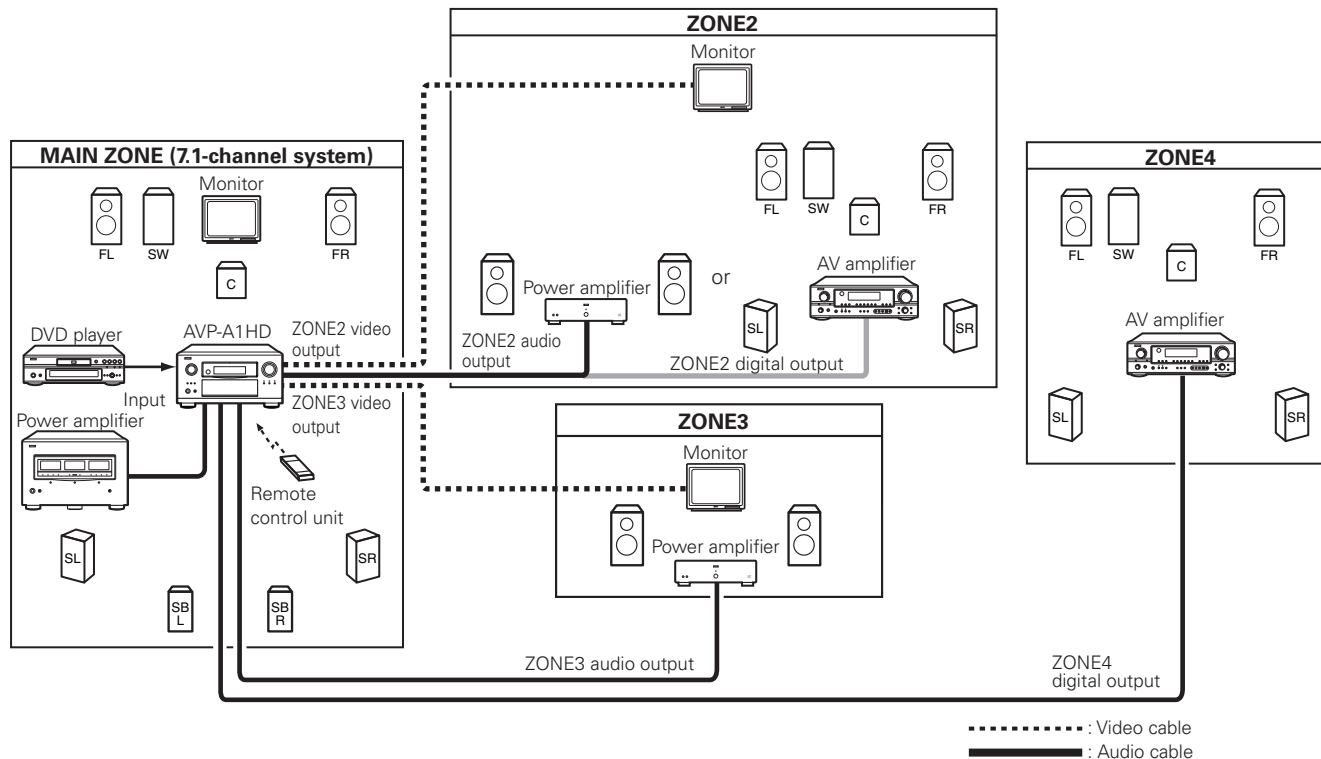 ZONE2
Monitor
FL
SW
C
FR
Power amplifier
or
AV amplifier
SL
SR
ZONE2 audio
output
ZONE2 digital output
MAIN ZONE (7.1-channel system)
Monitor
FL
SW
FR
C
DVD player
AVP-A1HD
ZONE2 video
output
Input
ZONE3 video
output
Power amplifier
Remote
control unit
SL
SR
SB
L
SB
R
ZONE3
Monitor
Power amplifier
ZONE4
FL
SW
C
FR
AV amplifier
SL
SR
ZONE3 audio output
ZONE4
digital output
: Video cable
: Audio cable